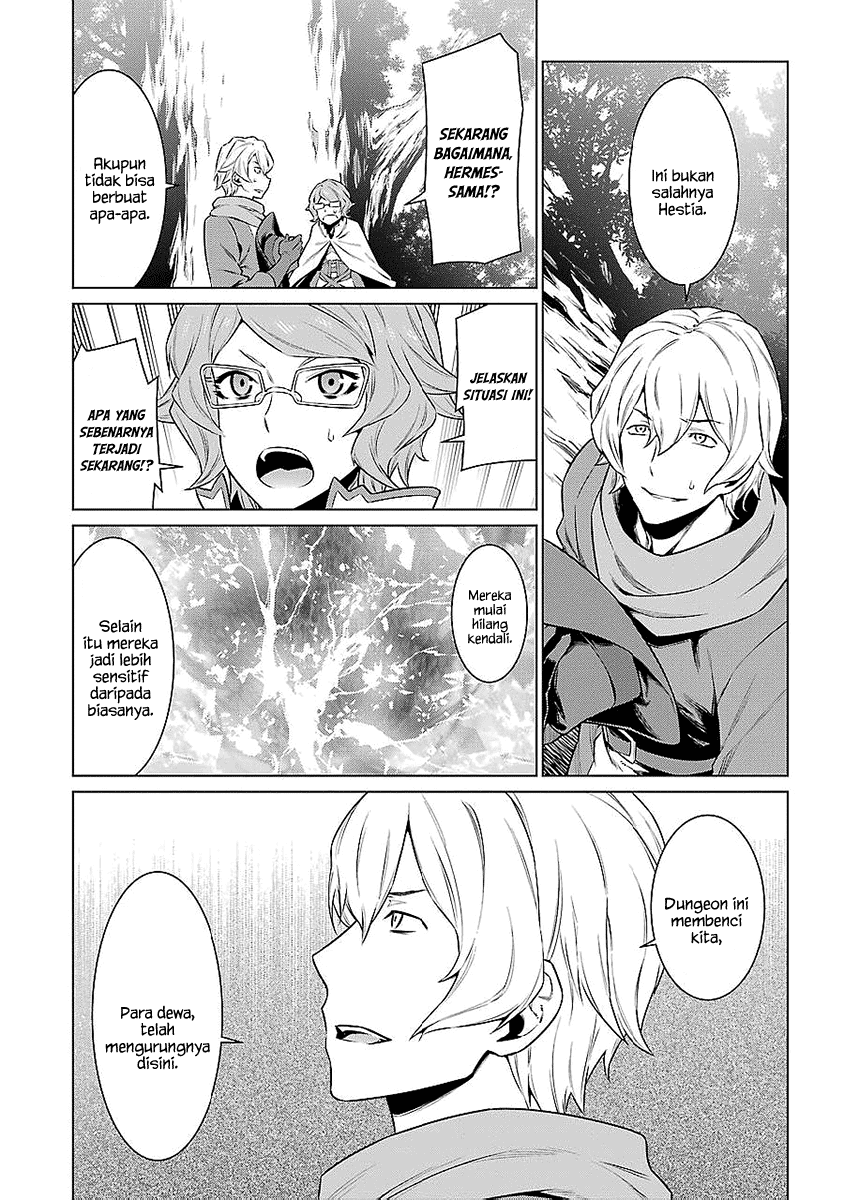 Ini bukan
salahnya
Hestia.
SEKARANG
BAGAIMANA,
HERMES-
SAMA!?
Akupun
tidak bisa
berbuat
apa-apa.
JELASKAN
SITUASI INI!
APA YANG
SEBENARNYA
TERJADI
SEKARANG!?
Mereka
mulai
hilang
kendali.
Selain
itu mereka
jadi lebih
sensitif
daripada
biasanya.
Dungeon ini
membenci
kita,
Para dewa,
telah
mengurungnya
disini.